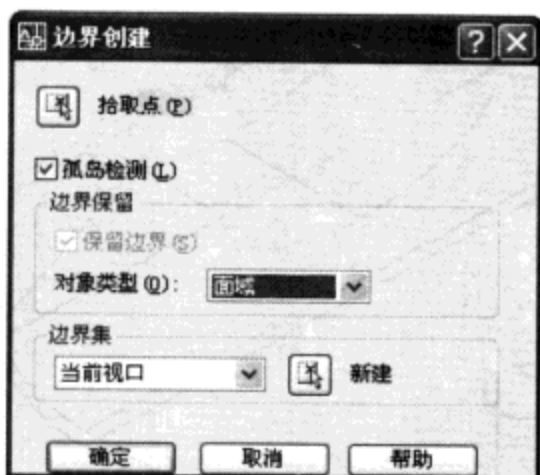 边界创建
拾取点(P)
孤岛检测(L)
边界保留
保留边界(S)
对象类型(O): 面域
边界集
当前视口 新建
确定 取消 帮助